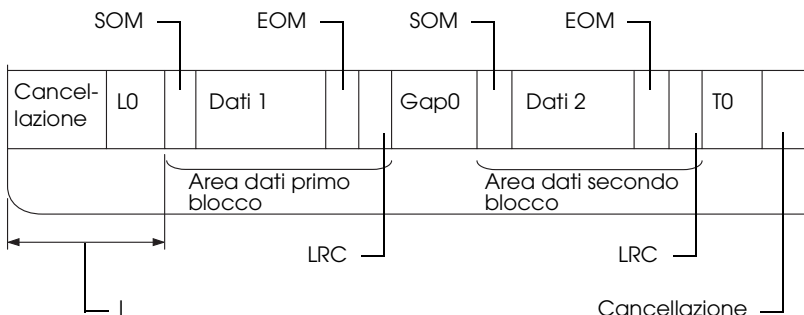 SOM EOM SOM EOM
Cancel-
lazione
L0 Dati 1 Gap0 Dati 2 T0
Area dati primo
blocco
Area dati secondo
blocco
LRC LRC
L Cancellazione